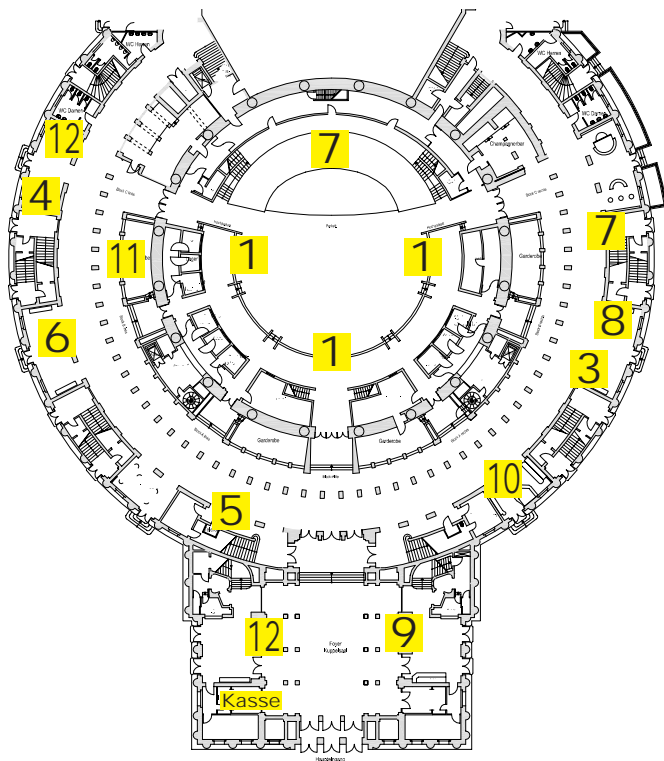 WC Herren
WC Herren
WC Damen
WC Damen
12
7
Champagnerbar
4
7
1
1
11
Garderobe
8
6
1
3
Garderobe
Garderobe
10
5
12
9
Foyer
Kuppelsaal
Kasse
Haupteingang